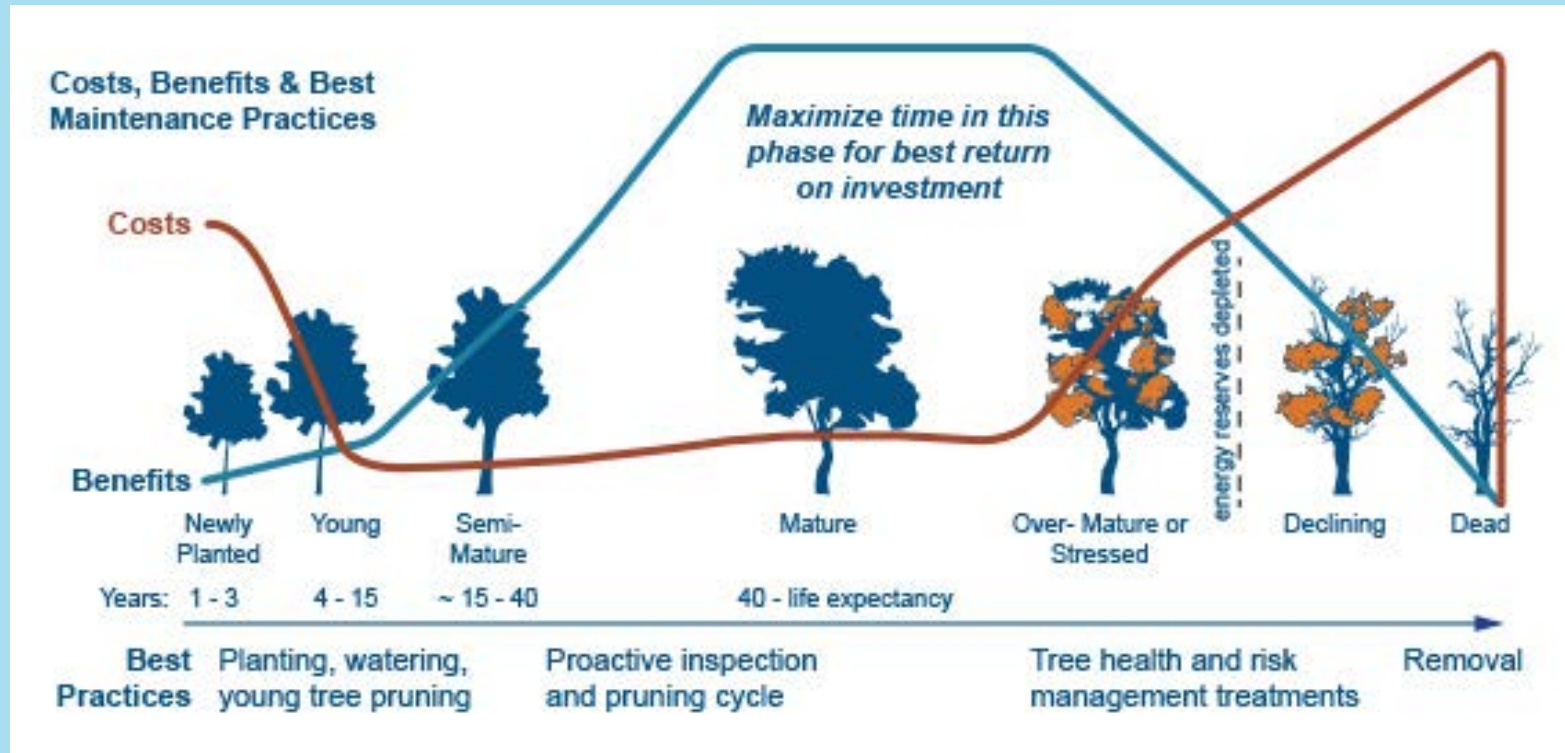 Costs, Benefits & Best
Maintenance Practices
Maximize time in this
phase for best return
on investment
Costs
Benefits
energy reserves depleted
Newly
Planted
Young
Semi-
Mature
Mature
Over- Mature or
Stressed
Declining
Dead
Years: 1 - 3 4 - 15 ~ 15 - 40 40 - life expectancy
Best
Practices
Planting, watering,
young tree pruning
Proactive inspection
and pruning cycle
Tree health and risk
management treatments
Removal